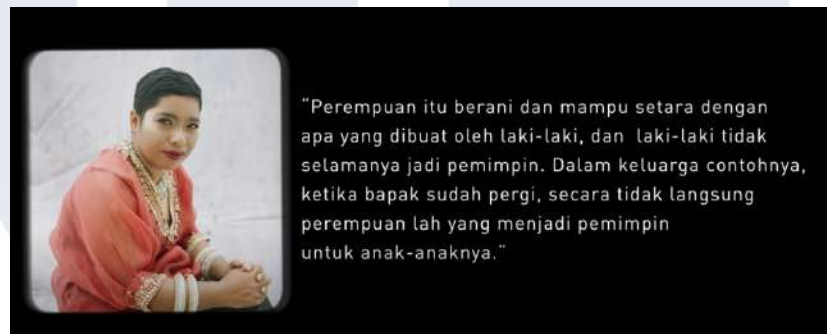 “Perempuan itu berani dan mampu setara dengan
apa yang dibuat oleh laki-laki, dan laki-laki tidak
selamanya jadi pemimpin. Dalam keluarga contohnya,
ketika bapak sudah pergi, secara tidak langsung
perempuan lah yang menjadi pemimpin
untuk anak-anaknya.”